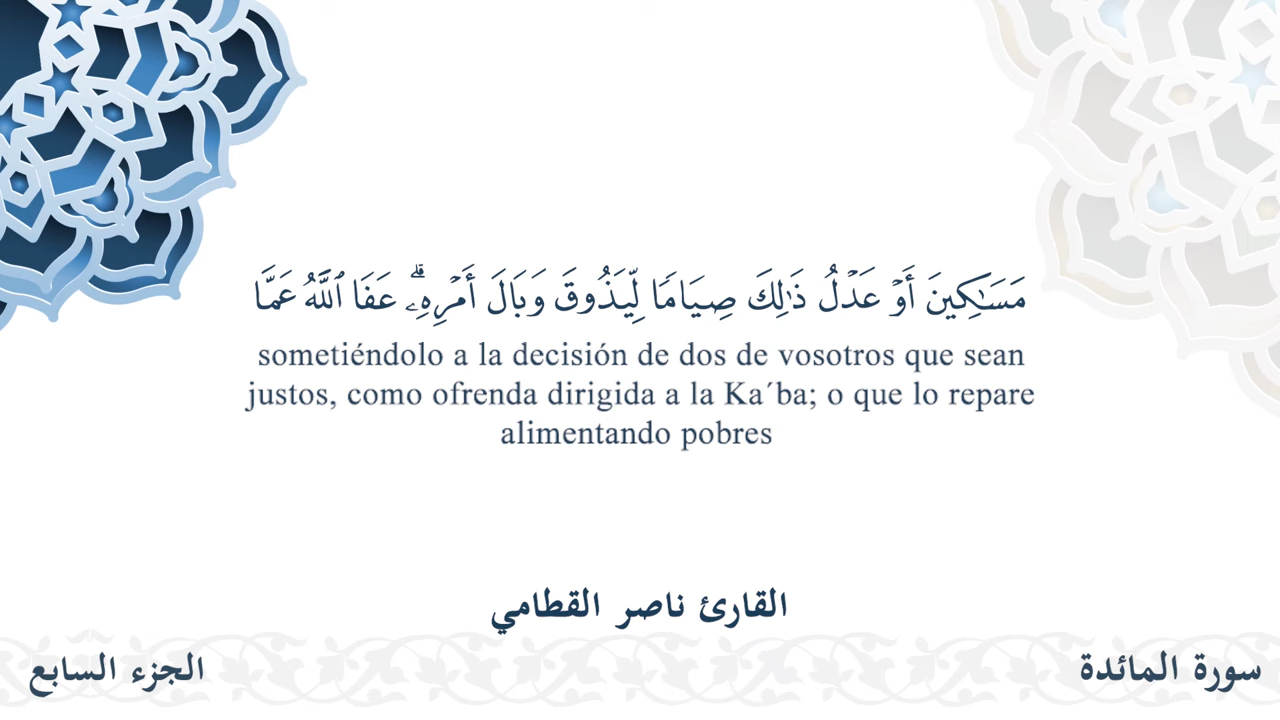 مَسَـٰكِينَ أَوۡ عَدۡلُ ذَٰلِكَ صِيَامٗا لِّيَذُوقَ وَبَالَ أَمۡرِهِۦۗ عَفَا ٱللَّهُ عَمَّا
sometiéndolo a la decisión de dos de vosotros que sean
justos, como ofrenda dirigida a la Ka´ba; o que lo repare
alimentando pobres
القارئ ناصر القطامي
سورة المائدة
الجزء السابع